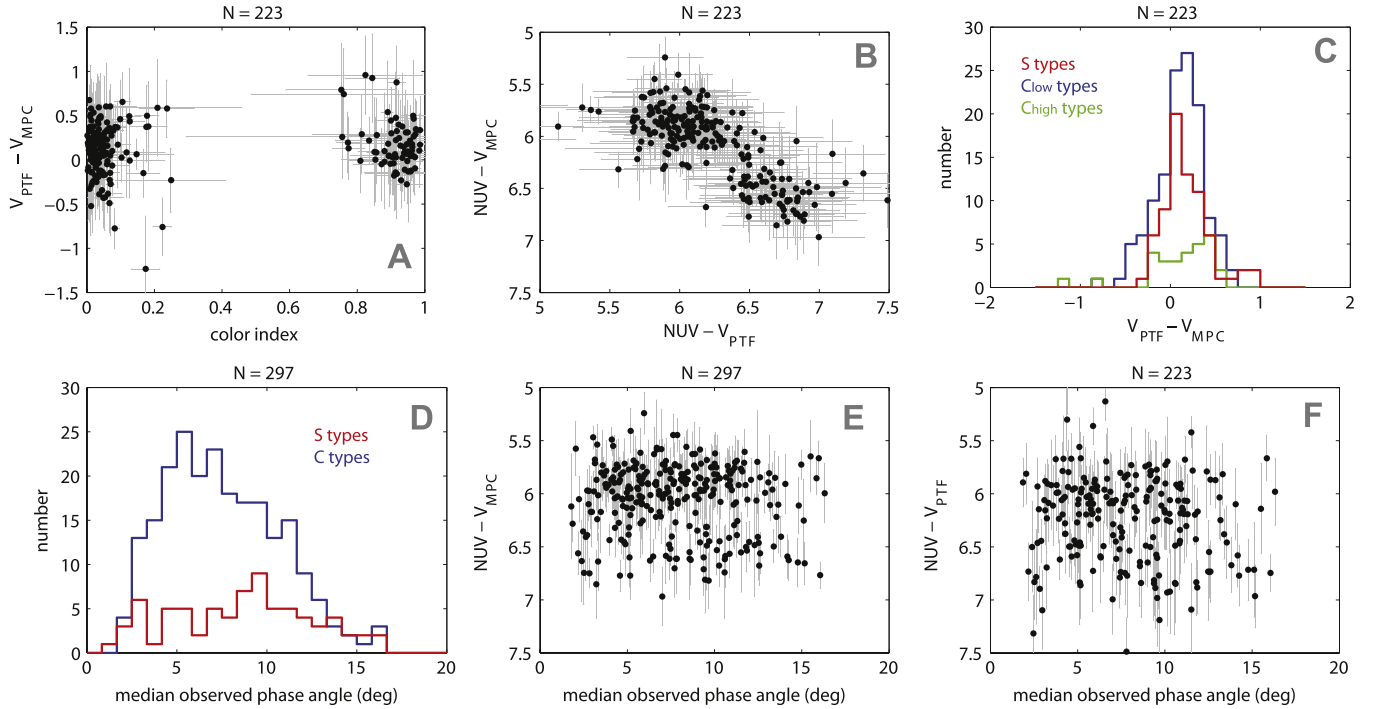 N = 223
1.5
1
0.5
0
−0.5
−1
−1.5
V_PTF − V_MPC
A
0 0.2 0.4 0.6 0.8 1
color index
N = 223
5
5.5
6
6.5
7
7.5
NUV − V_MPC
B
5 5.5 6 6.5 7 7.5
NUV − V_PTF
N = 223
30
25
20
15
10
5
0
number
S types
Clow types
Chigh types
C
−2 −1 0 1 2
V_PTF − V_MPC
N = 297
30
25
20
15
10
5
0
number
S types
C types
D
0 5 10 15 20
median observed phase angle (deg)
N = 297
5
5.5
6
6.5
7
7.5
NUV − V_MPC
E
0 5 10 15 20
median observed phase angle (deg)
N = 223
5
5.5
6
6.5
7
7.5
NUV − V_PTF
F
0 5 10 15 20
median observed phase angle (deg)